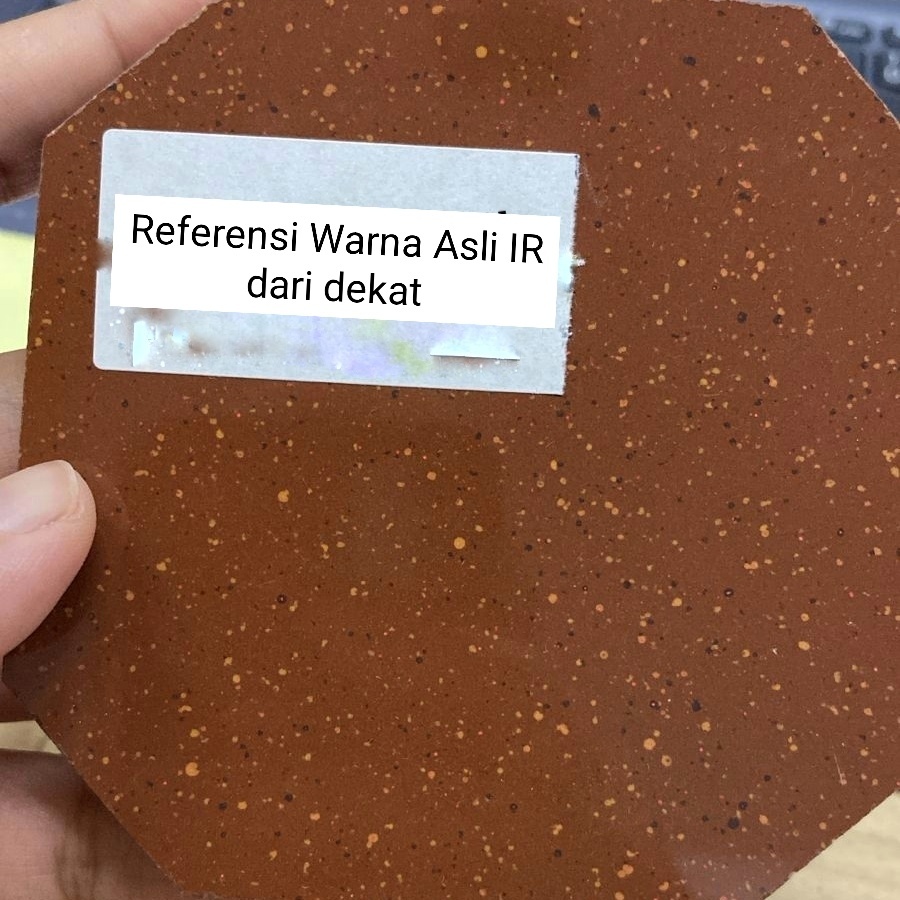 Referensi Warna Asli IR
dari dekat